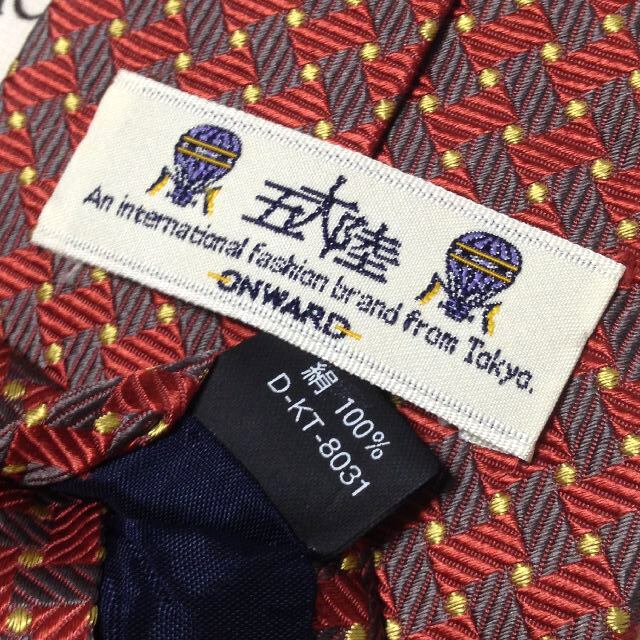 五大陸
An international fashion brand from Tokyo.
ONWARD
絹 100%
D-KT-8031